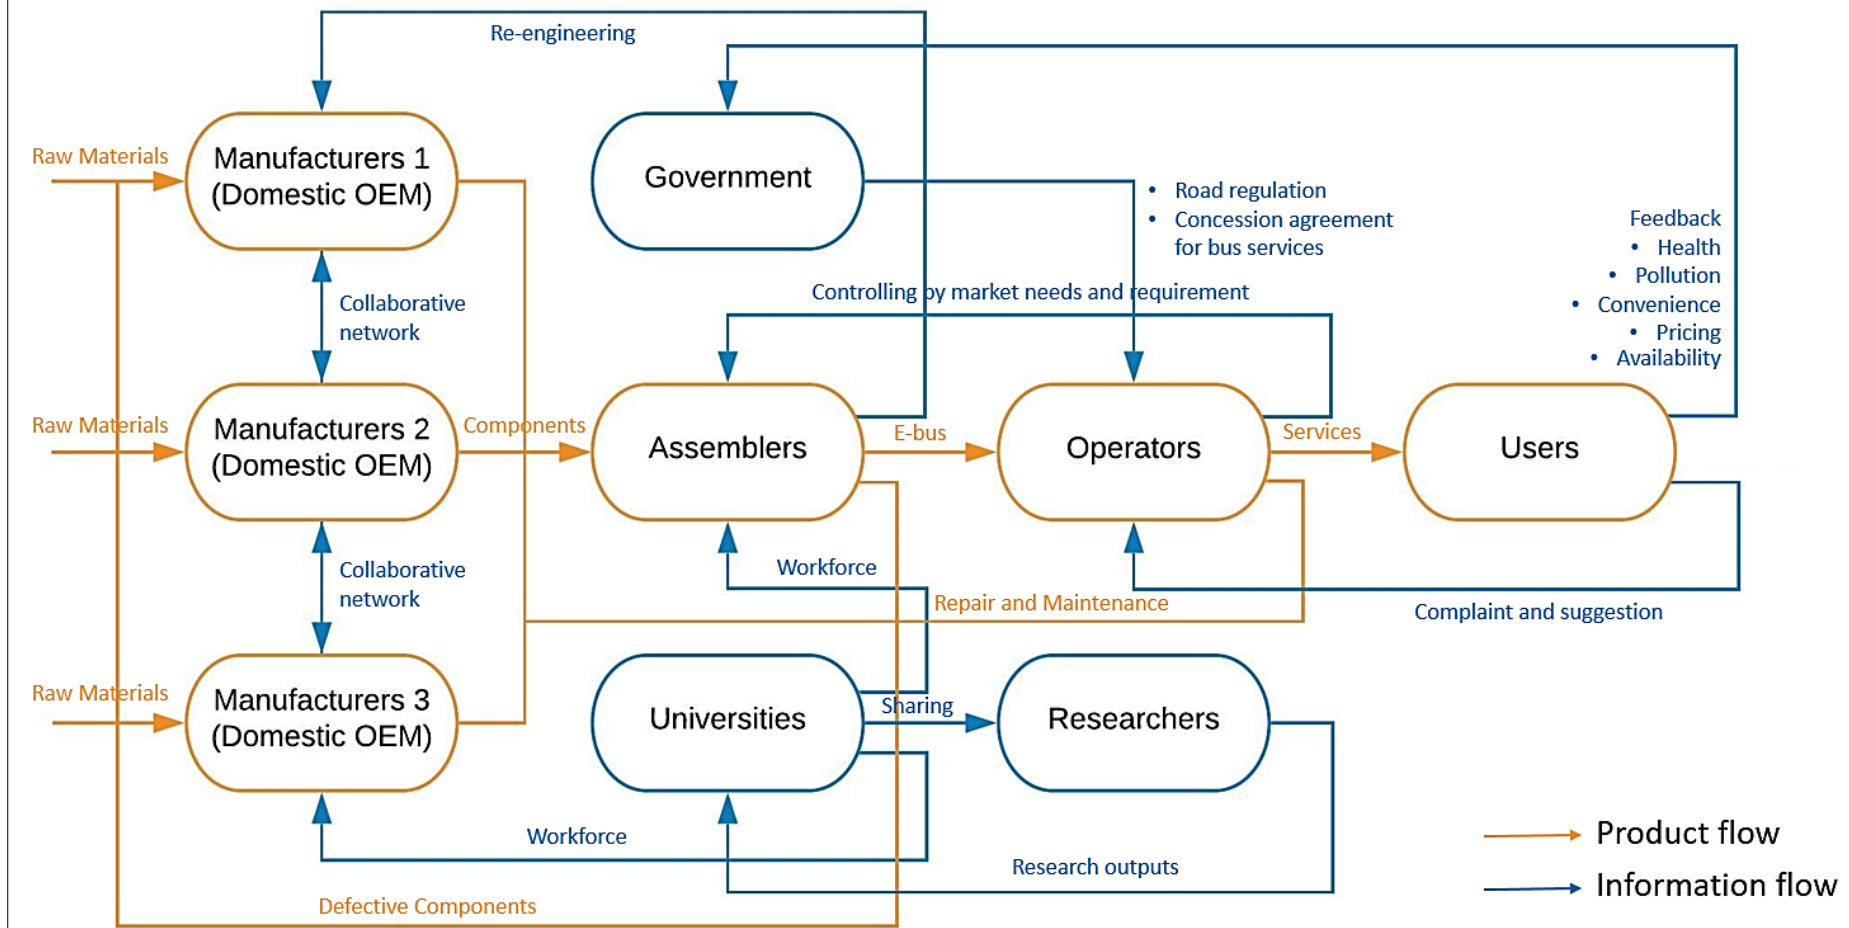 Re-engineering
Raw Materials
Manufacturers 1
(Domestic OEM)
Government
• Road regulation
• Concession agreement
for bus services
Feedback
• Health
• Pollution
• Convenience
• Pricing
• Availability
Collaborative
network
Controlling by market needs and requirement
Raw Materials
Manufacturers 2
(Domestic OEM)
Components
Assemblers
E-bus
Operators
Services
Users
Collaborative
network
Workforce
Repair and Maintenance
Complaint and suggestion
Raw Materials
Manufacturers 3
(Domestic OEM)
Universities
Sharing
Researchers
Workforce
Research outputs
Defective Components
Product flow
Information flow